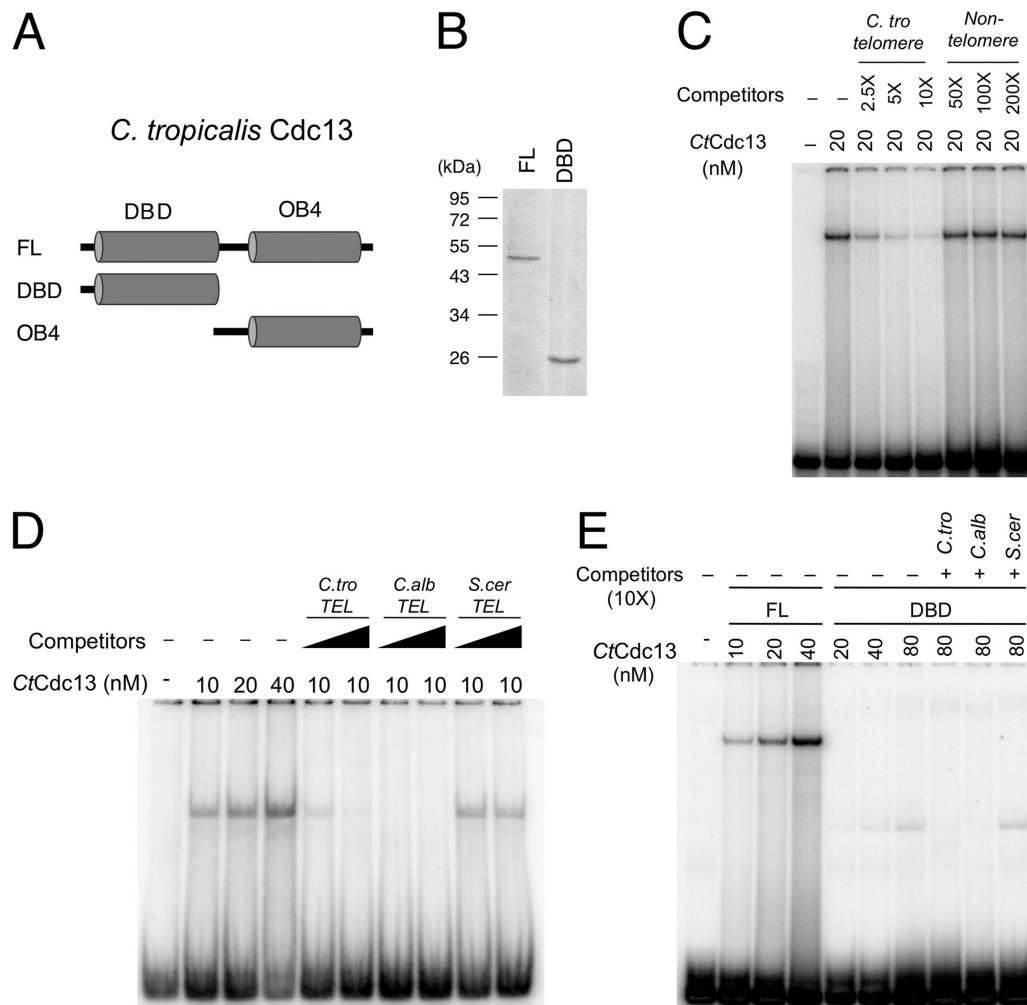 A
C. tropicalis Cdc13
DBD OB4
FL
DBD
OB4
B
(kDa) FL DBD
95
72
55
43
34
26
C
C. tro telomere
Non-telomere
Competitors – – 2.5X 5X 10X 50X 100X 200X
CtCdc13 (nM) – 20 20 20 20 20 20 20
D
C.tro TEL
C.alb TEL
S.cer TEL
Competitors – – – –
CtCdc13 (nM) - 10 20 40 10 10 10 10 10 10
E
Competitors (10X) – – – – – – – + C.tro + C.alb + S.cer
FL DBD
CtCdc13 (nM) - 10 20 40 20 40 80 80 80 80